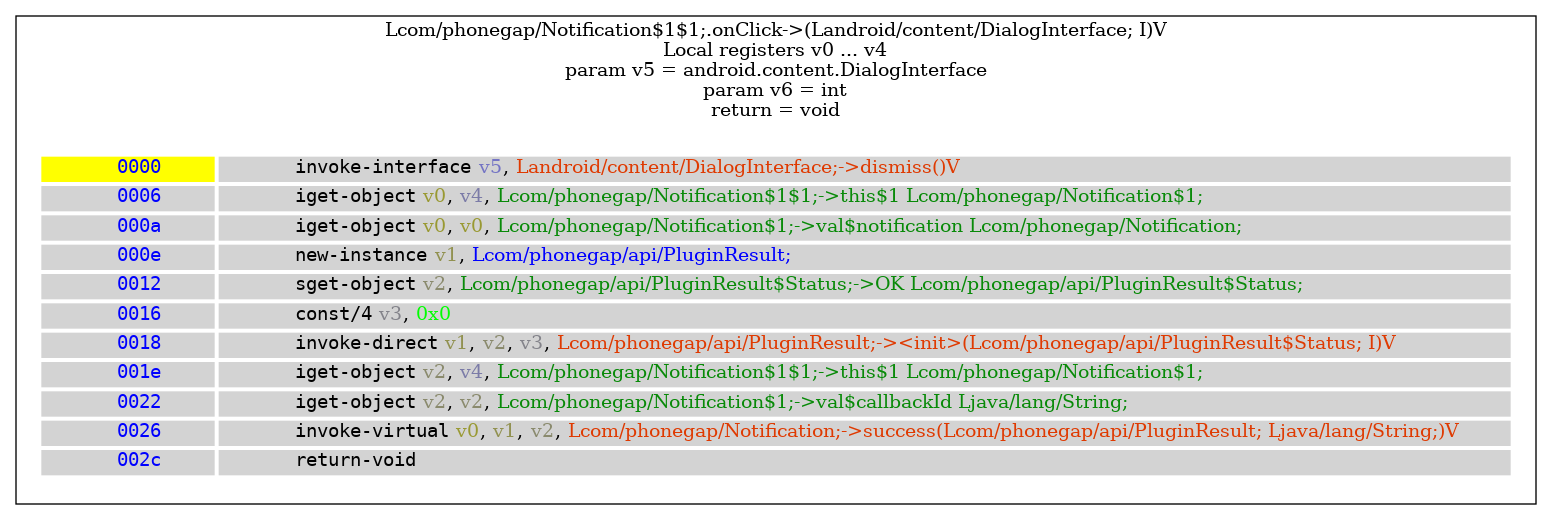 Lcom/phonegap/Notification$1$1;.onClick->(Landroid/content/DialogInterface; I)V
Local registers v0 ... v4
param v5 = android.content.DialogInterface
param v6 = int
return = void
0000 invoke-interface v5, Landroid/content/DialogInterface;->dismiss()V
0006 iget-object v0, v4, Lcom/phonegap/Notification$1$1;->this$1 Lcom/phonegap/Notification$1;
000a iget-object v0, v0, Lcom/phonegap/Notification$1;->val$notification Lcom/phonegap/Notification;
000e new-instance v1, Lcom/phonegap/api/PluginResult;
0012 sget-object v2, Lcom/phonegap/api/PluginResult$Status;->OK Lcom/phonegap/api/PluginResult$Status;
0016 const/4 v3, 0x0
0018 invoke-direct v1, v2, v3, Lcom/phonegap/api/PluginResult;-><init>(Lcom/phonegap/api/PluginResult$Status; I)V
001e iget-object v2, v4, Lcom/phonegap/Notification$1$1;->this$1 Lcom/phonegap/Notification$1;
0022 iget-object v2, v2, Lcom/phonegap/Notification$1;->val$callbackId Ljava/lang/String;
0026 invoke-virtual v0, v1, v2, Lcom/phonegap/Notification;->success(Lcom/phonegap/api/PluginResult; Ljava/lang/String;)V
002c return-void